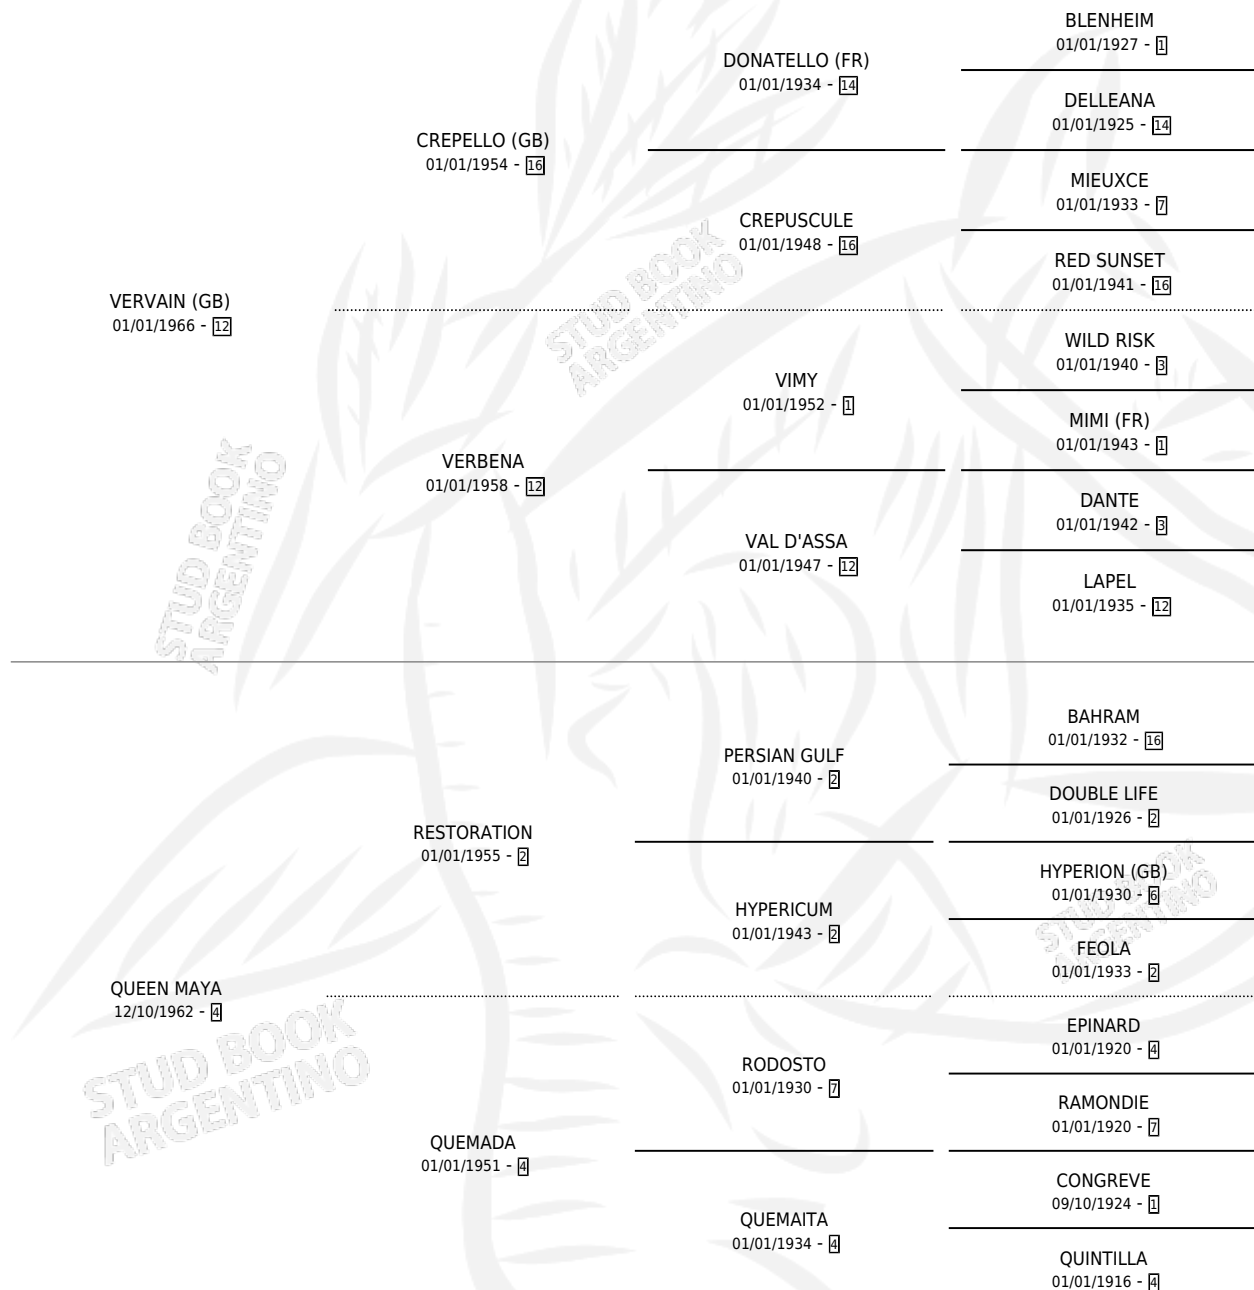 BLENHEIM
01/01/1927 - 1
DONATELLO (FR)
01/01/1934 - 14
DELLEANA
01/01/1925 - 14
CREPELLO (GB)
01/01/1954 - 16
MIEUXCE
01/01/1933 - 7
CREPUSCULE
01/01/1948 - 16
RED SUNSET
01/01/1941 - 16
VERVAIN (GB)
01/01/1966 - 12
STUD BOOK
ARGENTINO
WILD RISK
01/01/1940 - 3
VIMY
01/01/1952 - 1
MIMI (FR)
01/01/1943 - 1
VERBENA
01/01/1958 - 12
DANTE
01/01/1942 - 3
VAL D'ASSA
01/01/1947 - 12
LAPEL
01/01/1935 - 12
STUD BOOK
ARGENTINO
BAHRAM
01/01/1932 - 16
PERSIAN GULF
01/01/1940 - 2
DOUBLE LIFE
01/01/1926 - 2
RESTORATION
01/01/1955 - 2
HYPERION (GB)
01/01/1930 - 6
HYPERICUM
01/01/1943 - 2
FEOLA
01/01/1933 - 2
STUD BOOK
ARGENTINO
QUEEN MAYA
12/10/1962 - 4
EPINARD
01/01/1920 - 4
RODOSTO
01/01/1930 - 7
RAMONDIE
01/01/1920 - 7
STUD BOOK
ARGENTINO
QUEMADA
01/01/1951 - 4
CONGREVE
09/10/1924 - 1
QUEMAITA
01/01/1934 - 4
QUINTILLA
01/01/1916 - 4